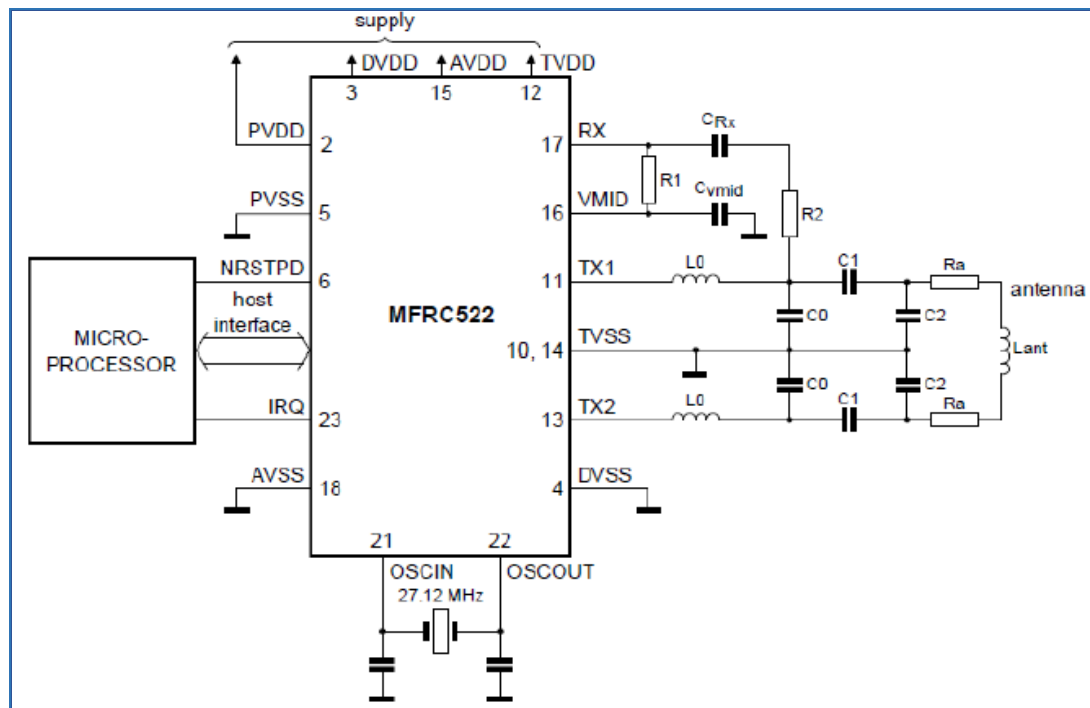 supply
DVDD AVDD TVDD
3 15 12
PVDD 2
17 RX
CRx
R1
PVSS 5
16 VMID
Cvmid
R2
NRSTPD 6
11 TX1
L0
C1
Ra
antenna
host
interface
MFRC522
C0
C2
MICRO-
PROCESSOR
10, 14 TVSS
Lant
C0
C2
IRQ 23
13 TX2
L0
C1
Ra
AVSS 18
4 DVSS
21 22
OSCIN OSCOUT
27.12 MHz